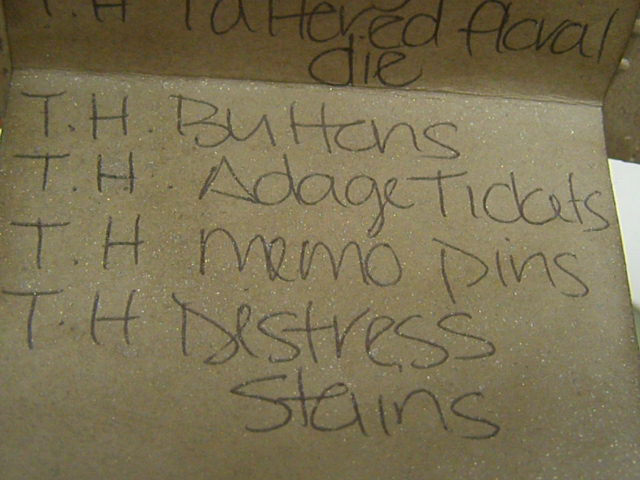 T.H Tattered floral
die
T.H. Buttons
T.H. Adage Tickets
T.H memo pins
T.H Distress
Stains